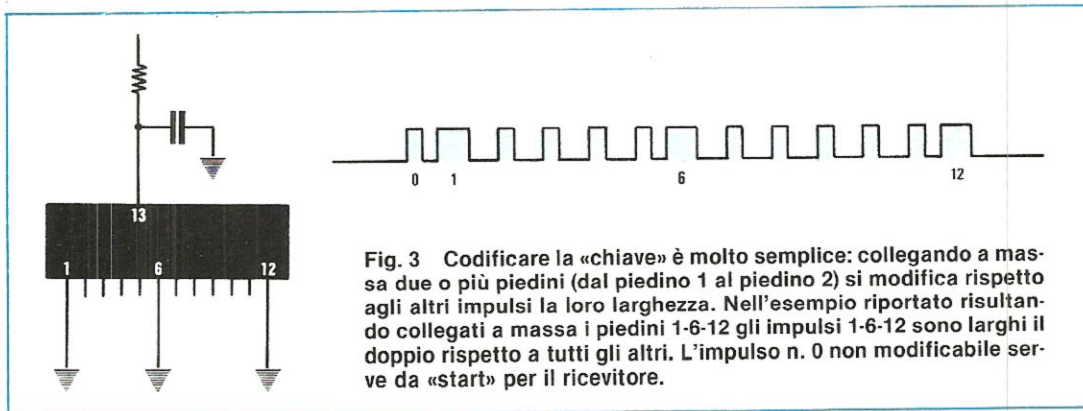 0 1 6 12
13
1 6 12
Fig. 3 Codificare la «chiave» è molto semplice: collegando a mas-
sa due o più piedini (dal piedino 1 al piedino 2) si modifica rispetto
agli altri impulsi la loro larghezza. Nell'esempio riportato risultan-
do collegati a massa i piedini 1-6-12 gli impulsi 1-6-12 sono larghi il
doppio rispetto a tutti gli altri. L'impulso n. 0 non modificabile ser-
ve da «start» per il ricevitore.